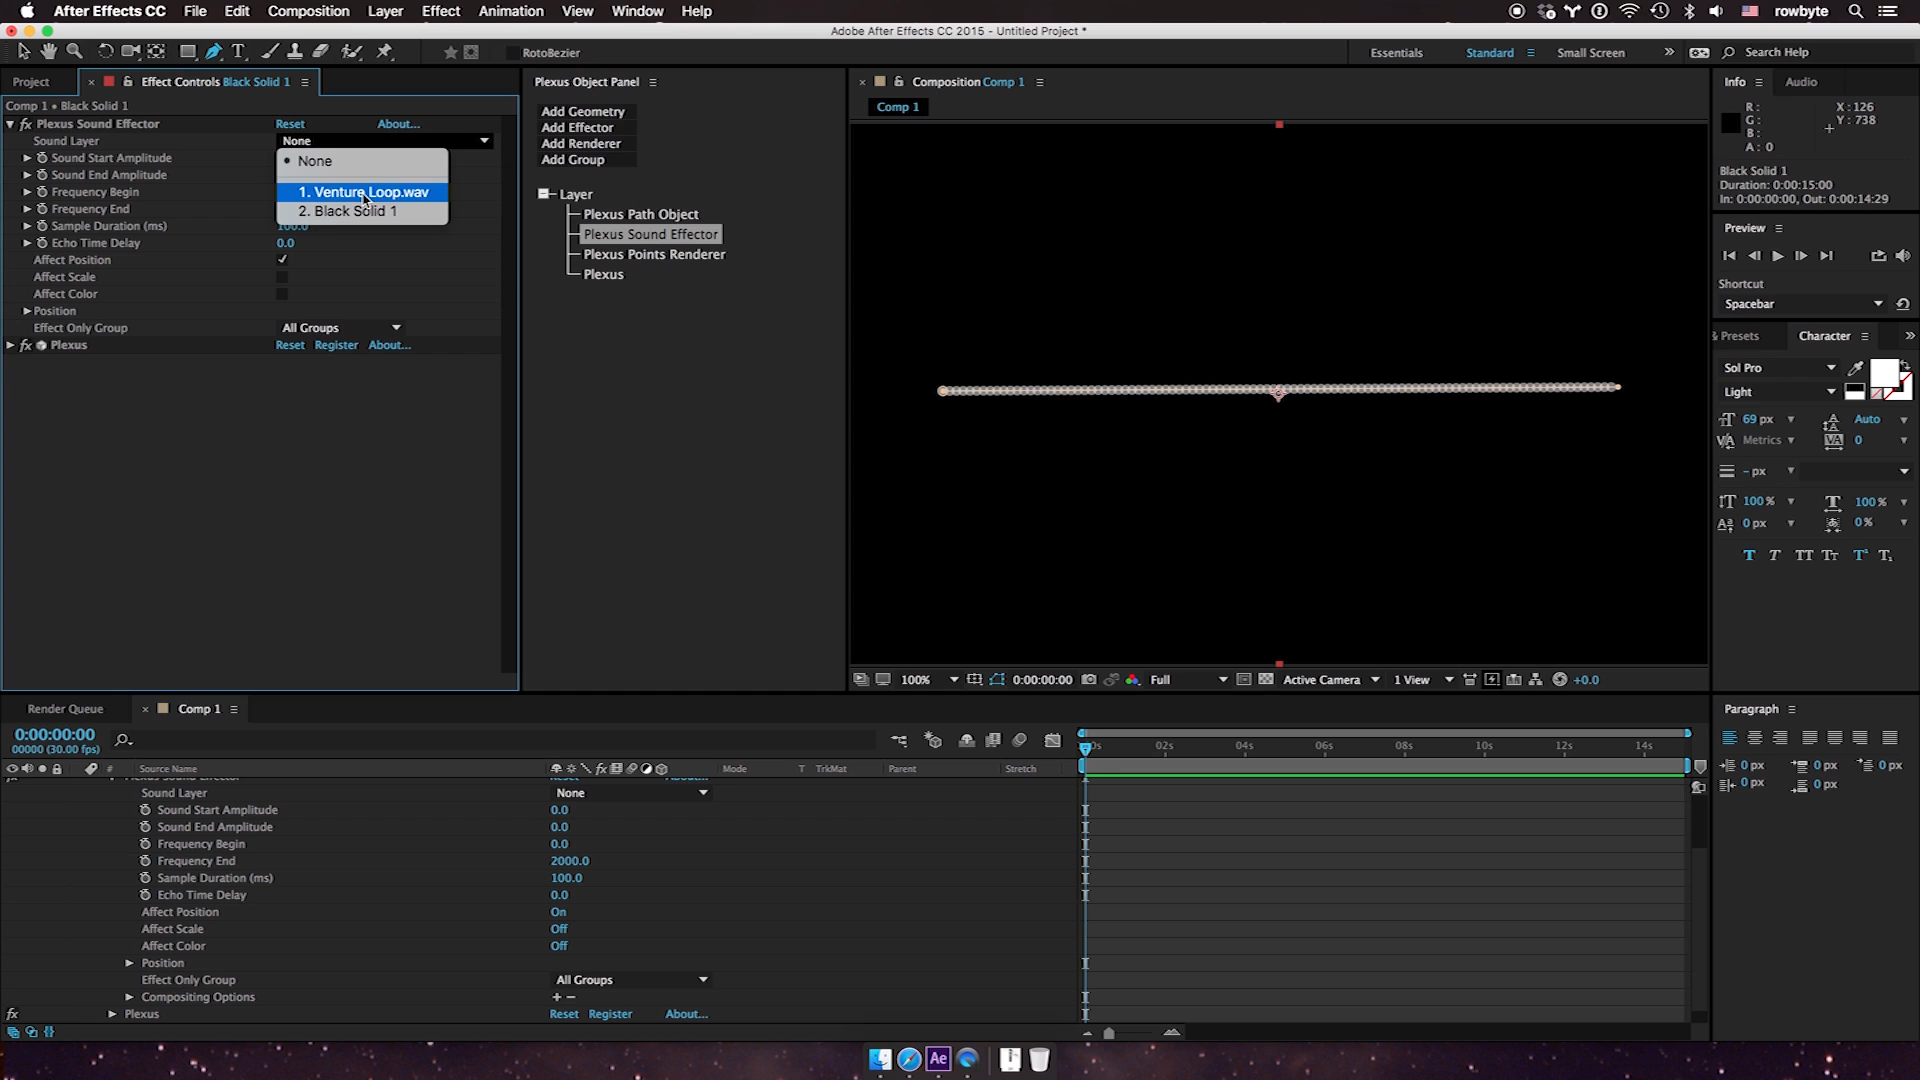 After Effects CC File Edit Composition Layer Effect Animation View Window Help rowbyte
Adobe After Effects CC 2015 - Untitled Project *
RotoBezier Essentials Standard Small Screen Search Help
Project Effect Controls Black Solid 1 Plexus Object Panel Composition Comp 1 Info Audio
Comp 1 • Black Solid 1
Comp 1
Plexus Sound Effector Reset About...
Sound Layer None
Sound Start Amplitude
Sound End Amplitude
Frequency Begin
Frequency End
Sample Duration (ms) 100.0
Echo Time Delay 0.0
Affect Position
Affect Scale
Affect Color
Position
Effect Only Group All Groups
Plexus Reset Register About...
None
1. Venture Loop.wav
2. Black Solid 1
Add Geometry
Add Effector
Add Renderer
Add Group
Layer
Plexus Path Object
Plexus Sound Effector
Plexus Points Renderer
Plexus
100% 0:00:00:00 Full Active Camera 1 View +0.0
R: X: 126
G: Y: 738
B:
A: 0
Black Solid 1
Duration: 0:00:15:00
In: 0:00:00:00, Out: 0:00:14:29
Preview
Shortcut
Spacebar
& Presets Character
Sol Pro
Light
69 px Auto
Metrics 0
- px
100 % 100 %
0 px 0 %
T T TT Tt T¹ T₁
Render Queue Comp 1
0:00:00:00
00000 (30.00 fps)
0s 02s 04s 06s 08s 10s 12s 14s
# Source Name Mode T TrkMat Parent Stretch
Plexus Sound Effector Reset About...
Sound Layer None
Sound Start Amplitude 0.0
Sound End Amplitude 0.0
Frequency Begin 0.0
Frequency End 2000.0
Sample Duration (ms) 100.0
Echo Time Delay 0.0
Affect Position On
Affect Scale Off
Affect Color Off
Position
Effect Only Group All Groups
Compositing Options + −
Plexus Reset Register About...
Paragraph
0 px 0 px 0 px
0 px 0 px
Ae